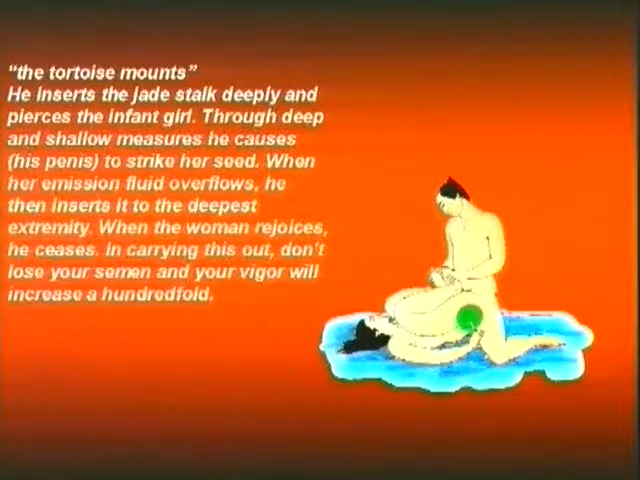 “the tortoise mounts”
He inserts the jade stalk deeply and
pierces the infant girl. Through deep
and shallow measures he causes
(his penis) to strike her seed. When
her emission fluid overflows, he
then inserts it to the deepest
extremity. When the woman rejoices,
he ceases. In carrying this out, don't
lose your semen and your vigor will
increase a hundredfold.